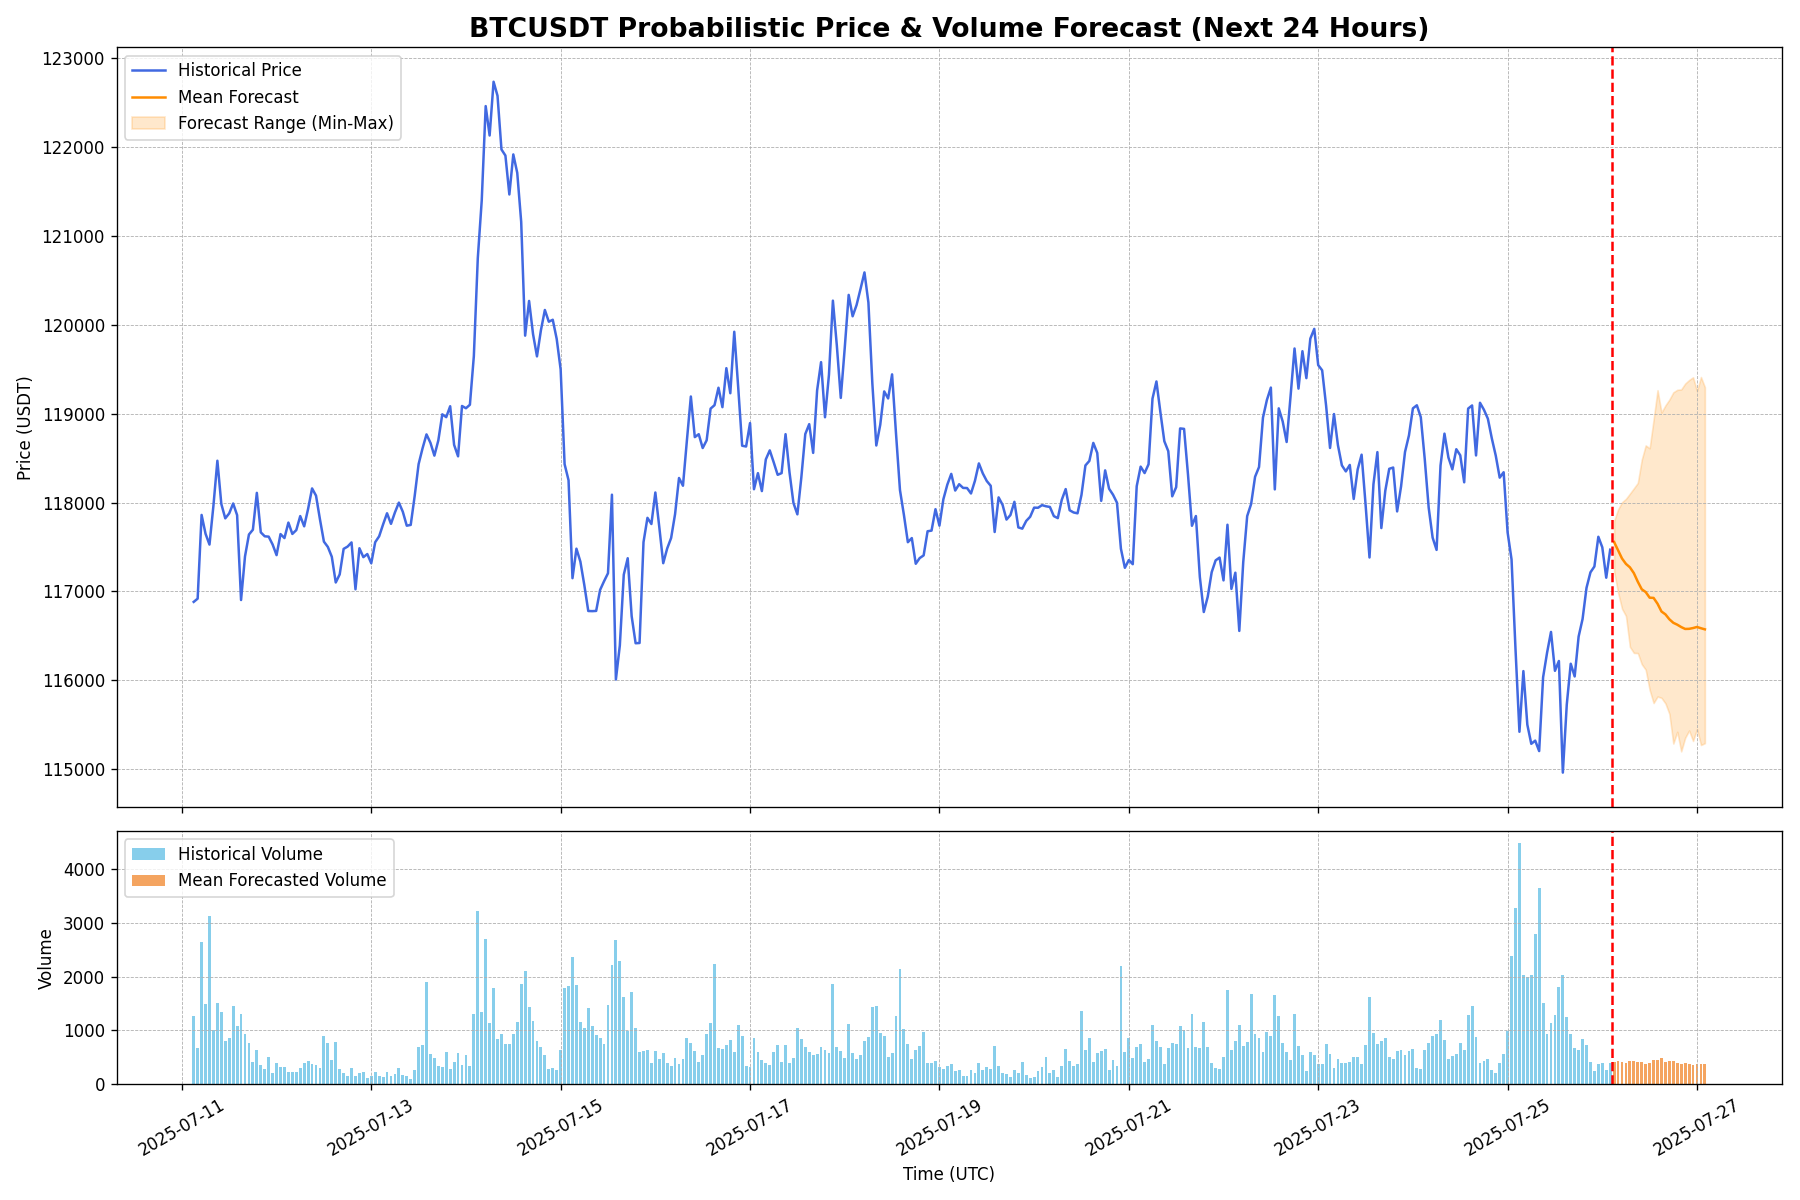 BTCUSDT Probabilistic Price & Volume Forecast (Next 24 Hours)
Historical Price
Mean Forecast
Forecast Range (Min-Max)
123000
122000
121000
120000
119000
118000
117000
116000
115000
Price (USDT)
Historical Volume
Mean Forecasted Volume
4000
3000
2000
1000
0
Volume
2025-07-11
2025-07-13
2025-07-15
2025-07-17
2025-07-19
2025-07-21
2025-07-23
2025-07-25
2025-07-27
Time (UTC)